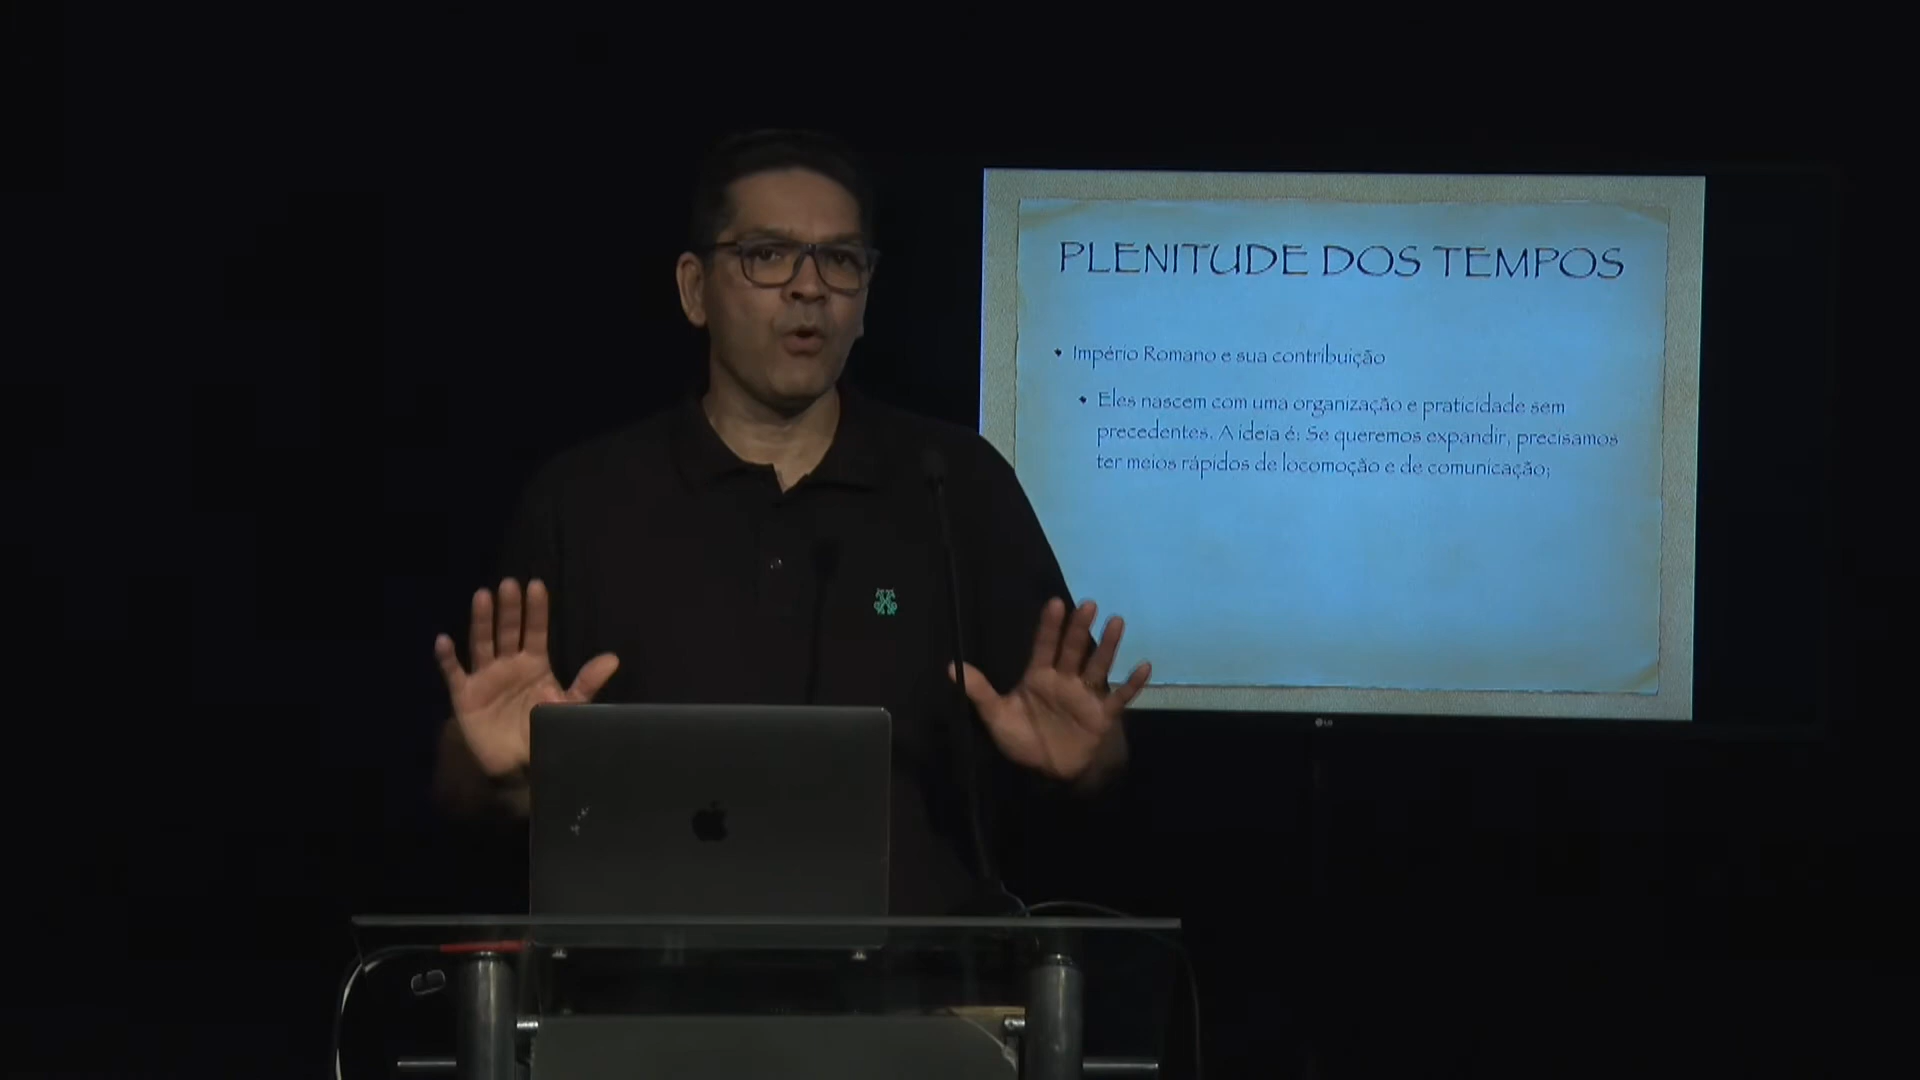 PLENITUDE DOS TEMPOS
• Império Romano e sua contribuição
• Eles nascem com uma organização e praticidade sem
precedentes. A ideia é: Se queremos expandir, precisamos
ter meios rápidos de locomoção e de comunicação;
LG